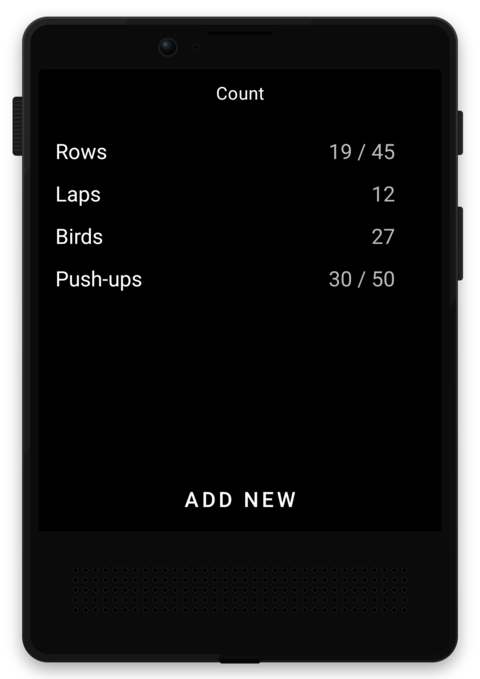 Count
Rows 19 / 45
Laps 12
Birds 27
Push-ups 30 / 50
ADD NEW